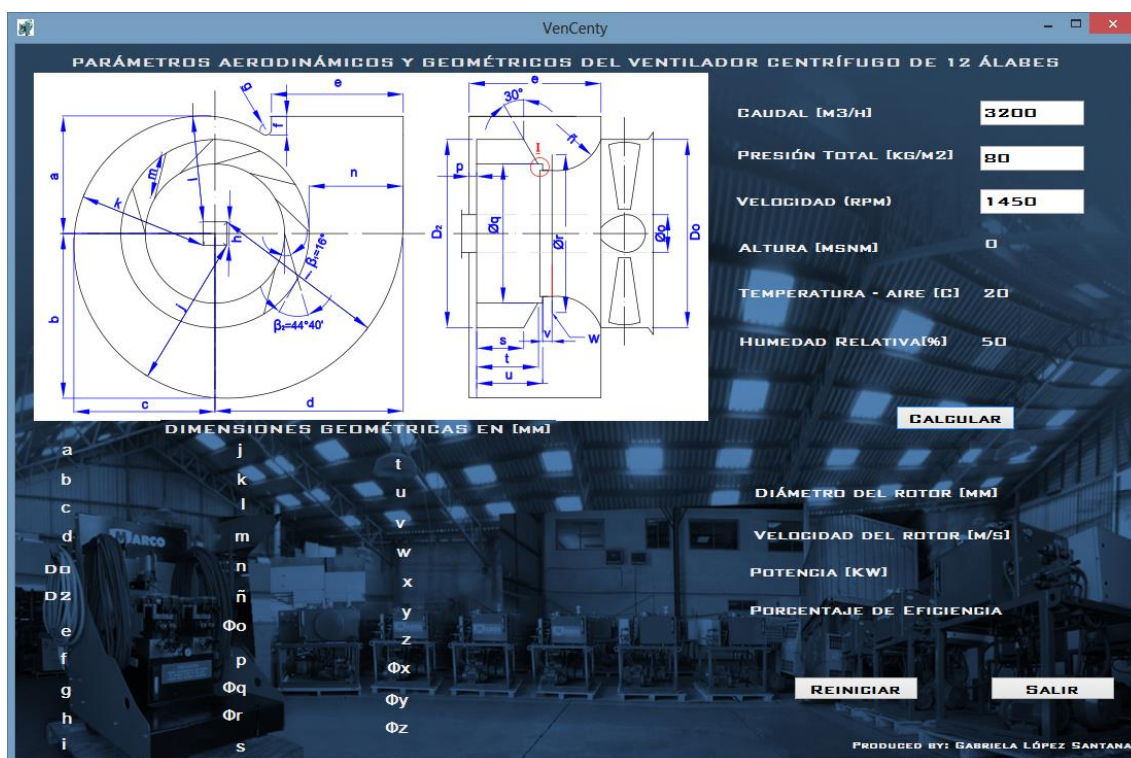 VenCenty
PARÁMETROS AERODINÁMICOS Y GEOMÉTRICOS DEL VENTILADOR CENTRÍFUGO DE 12 ÁLABES
e
g
f
a
l
m
k
n
h
β₁=16°
i
j
b
β₂=44°40'
c
d
e
30°
ñ
I
p
D₂
Øq
Ør
Øo
Do
s
v
w
t
u
CAUDAL [M3/H] 3200
PRESIÓN TOTAL [KG/M2] 80
VELOCIDAD (RPM) 1450
ALTURA [MSNM] 0
TEMPERATURA - AIRE [C] 20
HUMEDAD RELATIVA[%] 50
CALCULAR
DIMENSIONES GEOMÉTRICAS EN [MM]
a
b
c
d
Do
D2
e
f
g
h
i
j
k
l
m
n
ñ
Φo
p
Φq
Φr
s
t
u
v
w
x
y
z
Φx
Φy
Φz
MARCO
DIÁMETRO DEL ROTOR [MM]
VELOCIDAD DEL ROTOR [M/S]
POTENCIA [KW]
PORCENTAJE DE EFICIENCIA
REINICIAR
SALIR
PRODUCED BY: GABRIELA LÓPEZ SANTANA